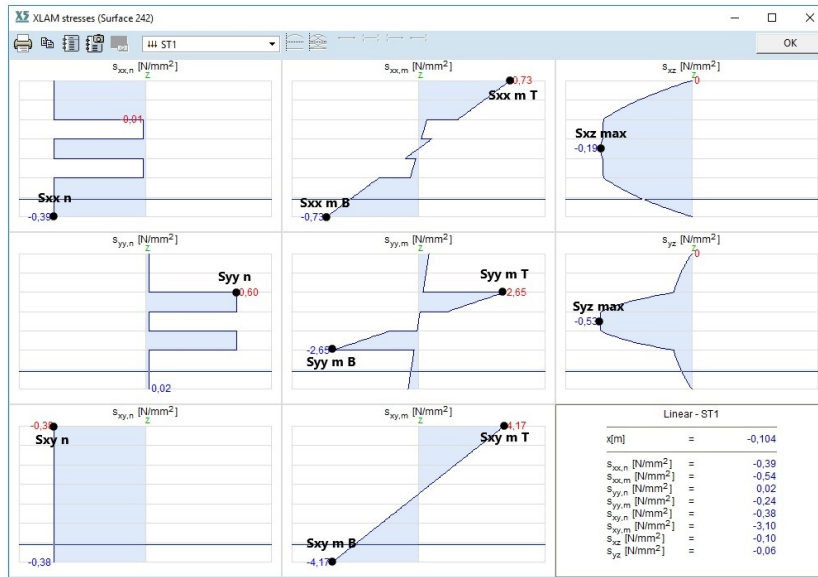 XLAM stresses (Surface 242)
ST1
OK
sxx,n [N/mm²]
z
0,01
Sxx n
-0,39
sxx,m [N/mm²]
z
0,73
Sxx m T
Sxx m B
-0,73
sxz [N/mm²]
z
0
Sxz max
-0,19
syy,n [N/mm²]
z
Syy n
0,60
0,02
syy,m [N/mm²]
z
Syy m T
2,65
-2,65
Syy m B
syz [N/mm²]
z
0
Syz max
-0,53
sxy,n [N/mm²]
z
-0,38
Sxy n
-0,38
sxy,m [N/mm²]
z
4,17
Sxy m T
Sxy m B
-4,17
Linear - ST1
x[m] = -0,104
sxx,n [N/mm²] = -0,39
sxx,m [N/mm²] = -0,54
syy,n [N/mm²] = 0,02
syy,m [N/mm²] = -0,24
sxy,n [N/mm²] = -0,38
sxy,m [N/mm²] = -3,10
sxz [N/mm²] = -0,10
syz [N/mm²] = -0,06